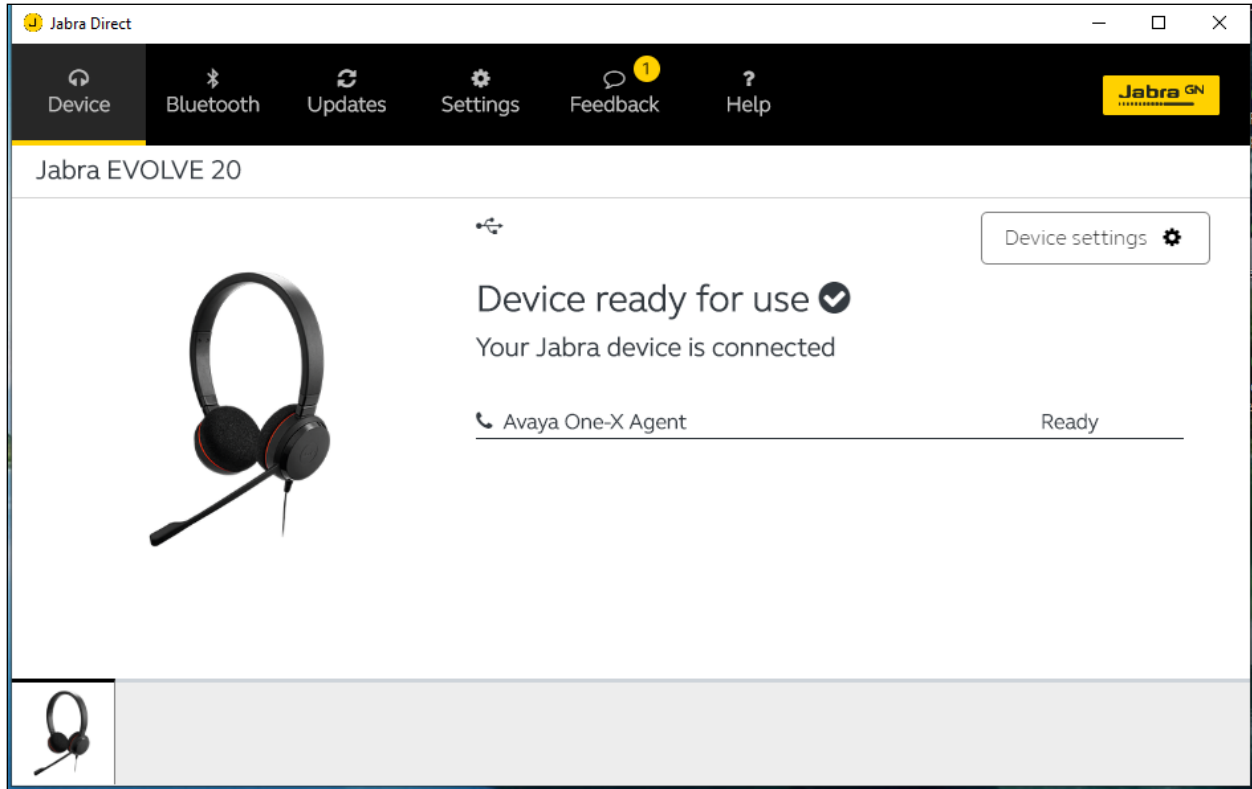 Jabra Direct
Device
Bluetooth
Updates
Settings
1
Feedback
?
Help
Jabra GN
Jabra EVOLVE 20
Device settings
Device ready for use
Your Jabra device is connected
Avaya One-X Agent Ready